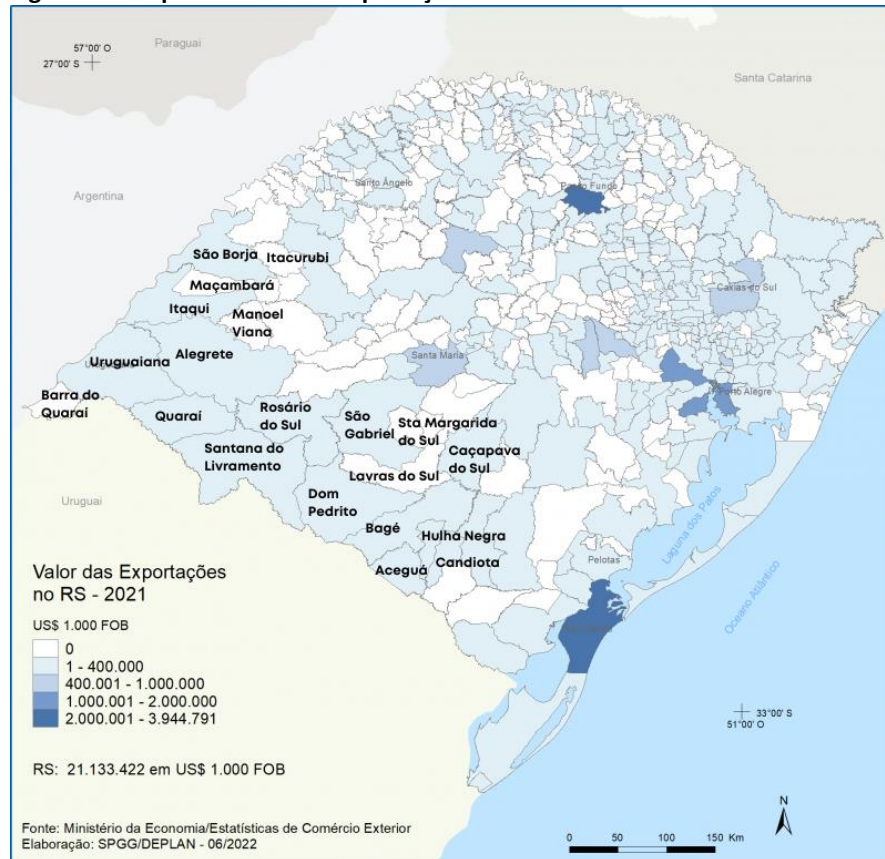 Paraguai
57°00' O
27°00' S
Santa Catarina
Argentina
Santo Ângelo
Passo Fundo
São Borja
Itacurubi
Maçambará
Itaqui
Manoel
Viana
Caxias do Sul
Santa Maria
Alegrete
Uruguaiana
Barra do
Quaraí
Quaraí
Rosário
do Sul
São
Gabriel
Sta Margarida
do Sul
Porto Alegre
Santana do
Livramento
Caçapava
do Sul
Lavras do Sul
Dom
Pedrito
Uruguai
Bagé
Hulha Negra
Aceguá
Candiota
Pelotas
Laguna dos Patos
Oceano Atlântico
Valor das Exportações
no RS - 2021
US$ 1.000 FOB
0
1 - 400.000
400.001 - 1.000.000
1.000.001 - 2.000.000
2.000.001 - 3.944.791
33°00' S
51°00' O
RS: 21.133.422 em US$ 1.000 FOB
N
Fonte: Ministério da Economia/Estatísticas de Comércio Exterior
Elaboração: SPGG/DEPLAN - 06/2022
0 50 100 150 Km